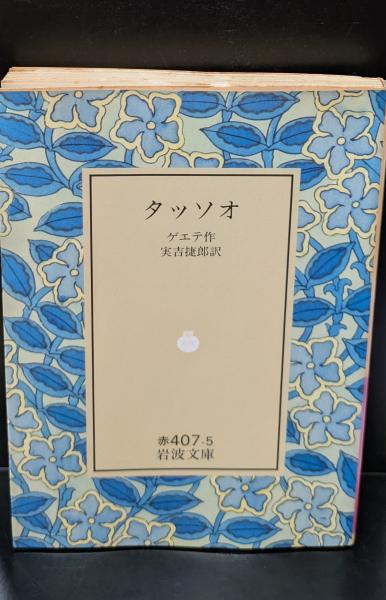 タッソオ
ゲエテ作
実吉捷郎訳
赤407-5
岩波文庫